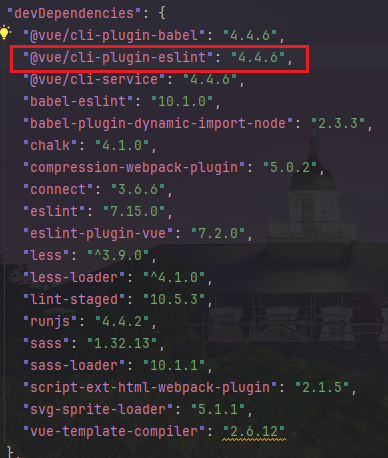 "devDependencies": {
"@vue/cli-plugin-babel": "4.4.6",
"@vue/cli-plugin-eslint": "4.4.6",
"@vue/cli-service": "4.4.6",
"babel-eslint": "10.1.0",
"babel-plugin-dynamic-import-node": "2.3.3",
"chalk": "4.1.0",
"compression-webpack-plugin": "5.0.2",
"connect": "3.6.6",
"eslint": "7.15.0",
"eslint-plugin-vue": "7.2.0",
"less": "^3.9.0",
"less-loader": "^4.1.0",
"lint-staged": "10.5.3",
"runjs": "4.4.2",
"sass": "1.32.13",
"sass-loader": "10.1.1",
"script-ext-html-webpack-plugin": "2.1.5",
"svg-sprite-loader": "5.1.1",
"vue-template-compiler": "2.6.12"
},